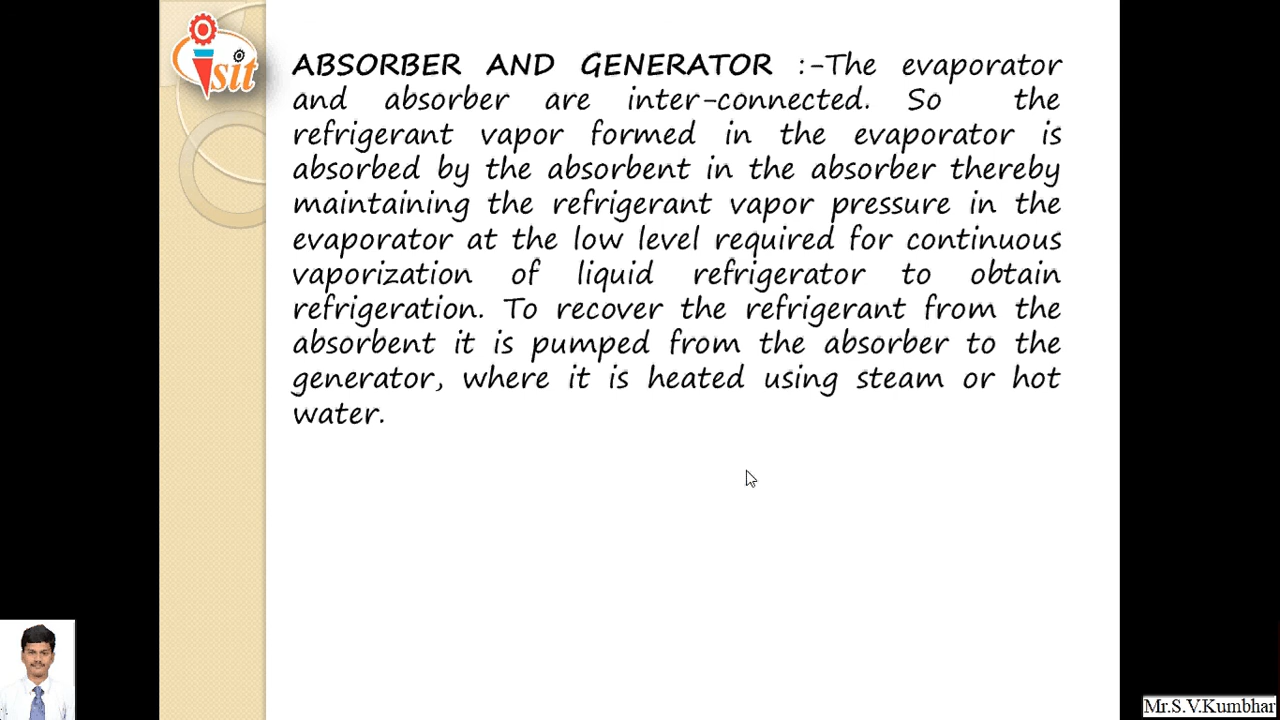 sit
ABSORBER AND GENERATOR :-The evaporator
and absorber are inter-connected. So the
refrigerant vapor formed in the evaporator is
absorbed by the absorbent in the absorber thereby
maintaining the refrigerant vapor pressure in the
evaporator at the low level required for continuous
vaporization of liquid refrigerator to obtain
refrigeration. To recover the refrigerant from the
absorbent it is pumped from the absorber to the
generator, where it is heated using steam or hot
water.
Mr.S.V.Kumbhar